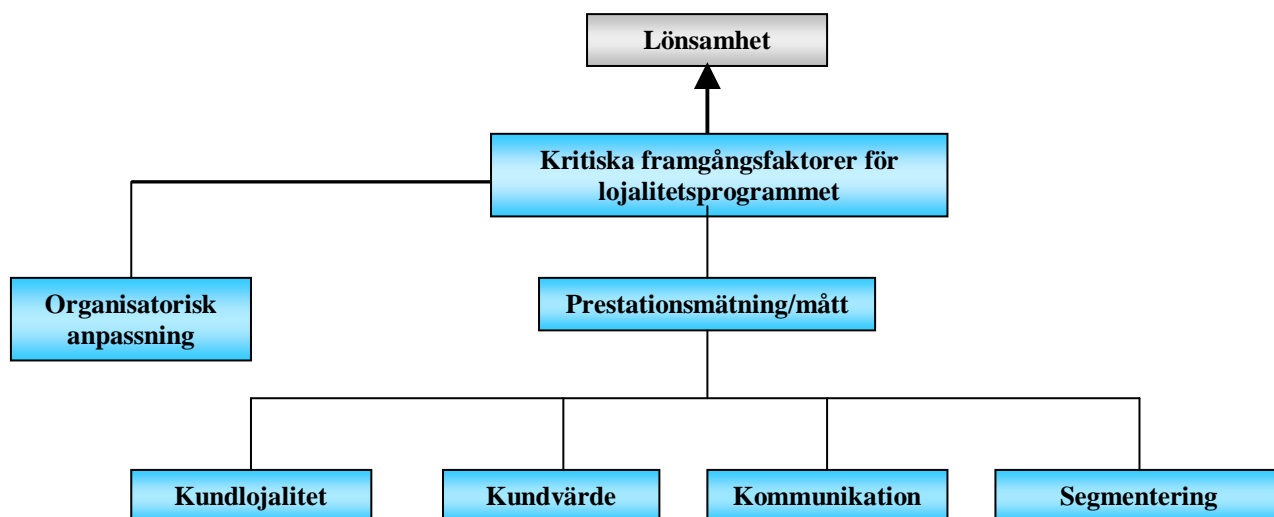 Lönsamhet
Kritiska framgångsfaktorer för
lojalitetsprogrammet
Organisatorisk
anpassning
Prestationsmätning/mått
Kundlojalitet
Kundvärde
Kommunikation
Segmentering